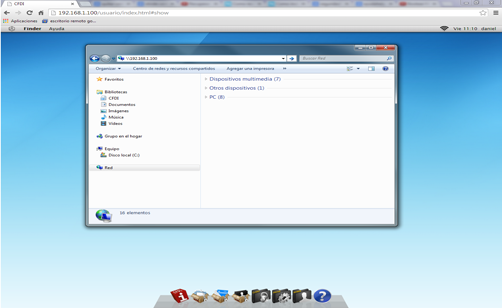 CFDI
192.168.1.100/usuario/index.html#show
Aplicaciones escritorio remoto go...
Finder Ayuda
Vie 11:10 daniel
\\192.168.1.100
Buscar Red
Organizar Centro de redes y recursos compartidos Agregar una impresora »
Favoritos
Bibliotecas
CFDI
Documentos
Imágenes
Música
Vídeos
Grupo en el hogar
Equipo
Disco local (C:)
Red
Dispositivos multimedia (7)
Otros dispositivos (1)
PC (8)
16 elementos